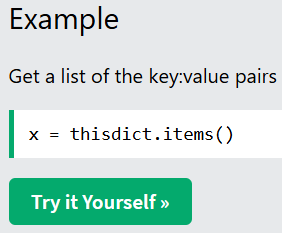 Example
Get a list of the key:value pairs
x = thisdict.items()
Try it Yourself »